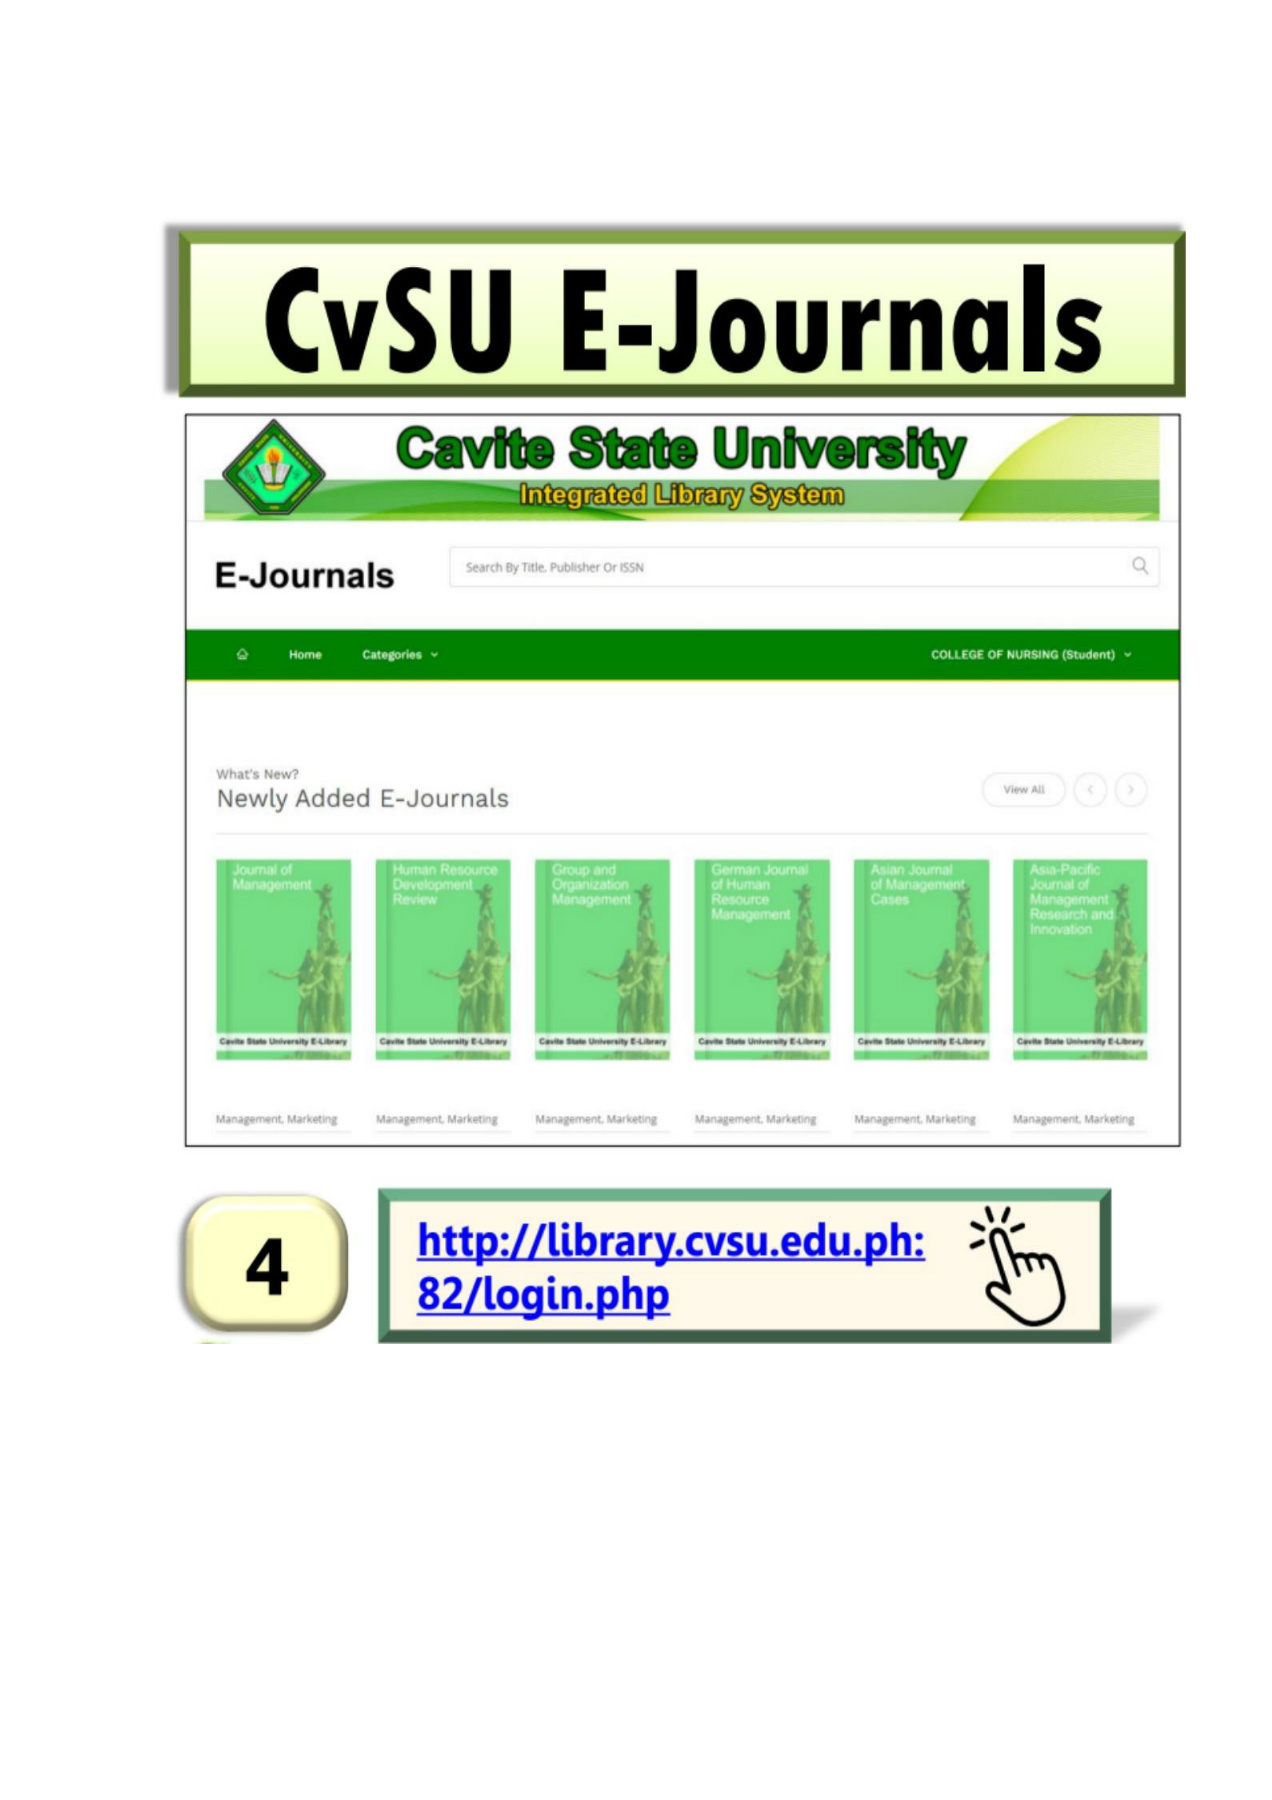 CvSU E-Journals
Cavite State University
Integrated Library System
E-Journals
Search By Title, Publisher Or ISSN
Home
Categories
COLLEGE OF NURSING (Student)
What's New?
Newly Added E-Journals
View All
Journal of
Management
Cavite State University E-Library
Human Resource
Development
Review
Cavite State University E-Library
Group and
Organization
Management
Cavite State University E-Library
German Journal
of Human
Resource
Management
Cavite State University E-Library
Asian Journal
of Management
Cases
Cavite State University E-Library
Asia-Pacific
Journal of
Management
Research and
Innovation
Cavite State University E-Library
Management, Marketing
Management, Marketing
Management, Marketing
Management, Marketing
Management, Marketing
Management, Marketing
4
http://library.cvsu.edu.ph:
82/login.php